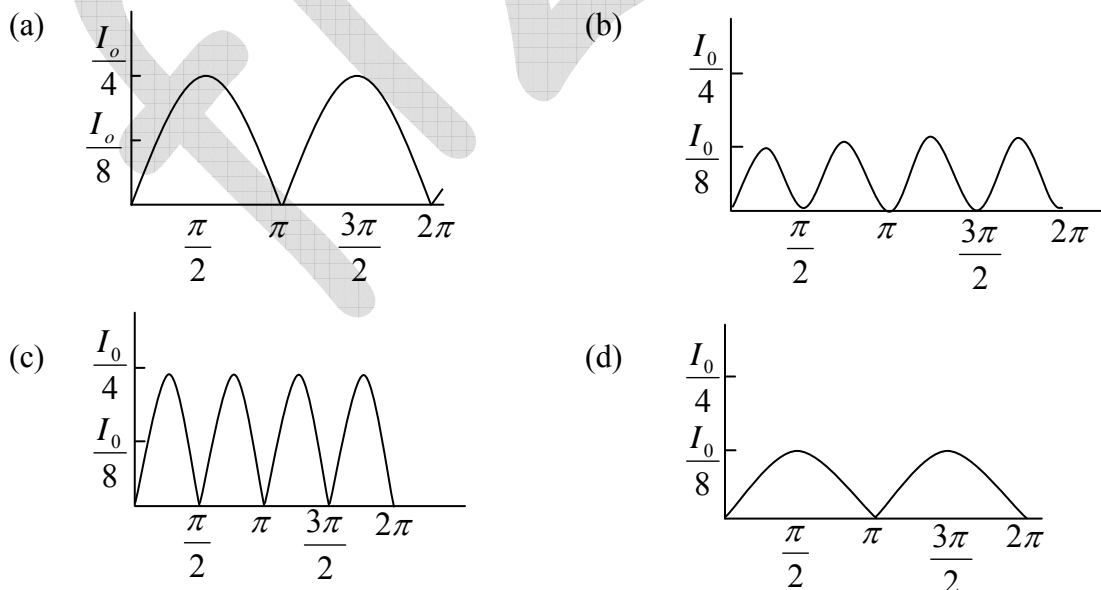 (a)
I_o/4
I_o/8
π/2 π 3π/2 2π
(b)
I_0/4
I_0/8
π/2 π 3π/2 2π
(c)
I_0/4
I_0/8
π/2 π 3π/2 2π
(d)
I_0/4
I_0/8
π/2 π 3π/2 2π